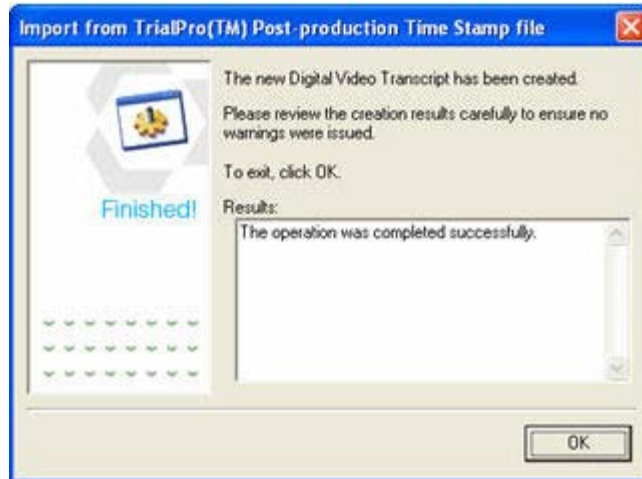 Import from TrialPro(TM) Post-production Time Stamp file
The new Digital Video Transcript has been created.
Please review the creation results carefully to ensure no
warnings were issued.
To exit, click OK.
Finished!
Results:
The operation was completed successfully.
OK